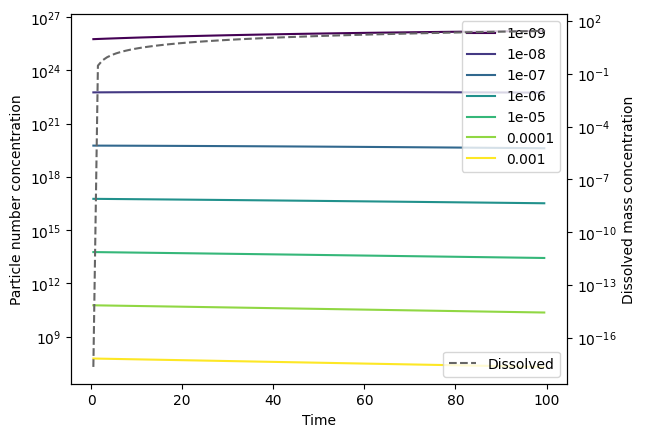 10^27
10^24
10^21
10^18
10^15
10^12
10^9
Particle number concentration
0
20
40
60
80
100
Time
10^2
10^-1
10^-4
10^-7
10^-10
10^-13
10^-16
Dissolved mass concentration
1e-09
1e-08
1e-07
1e-06
1e-05
0.0001
0.001
Dissolved